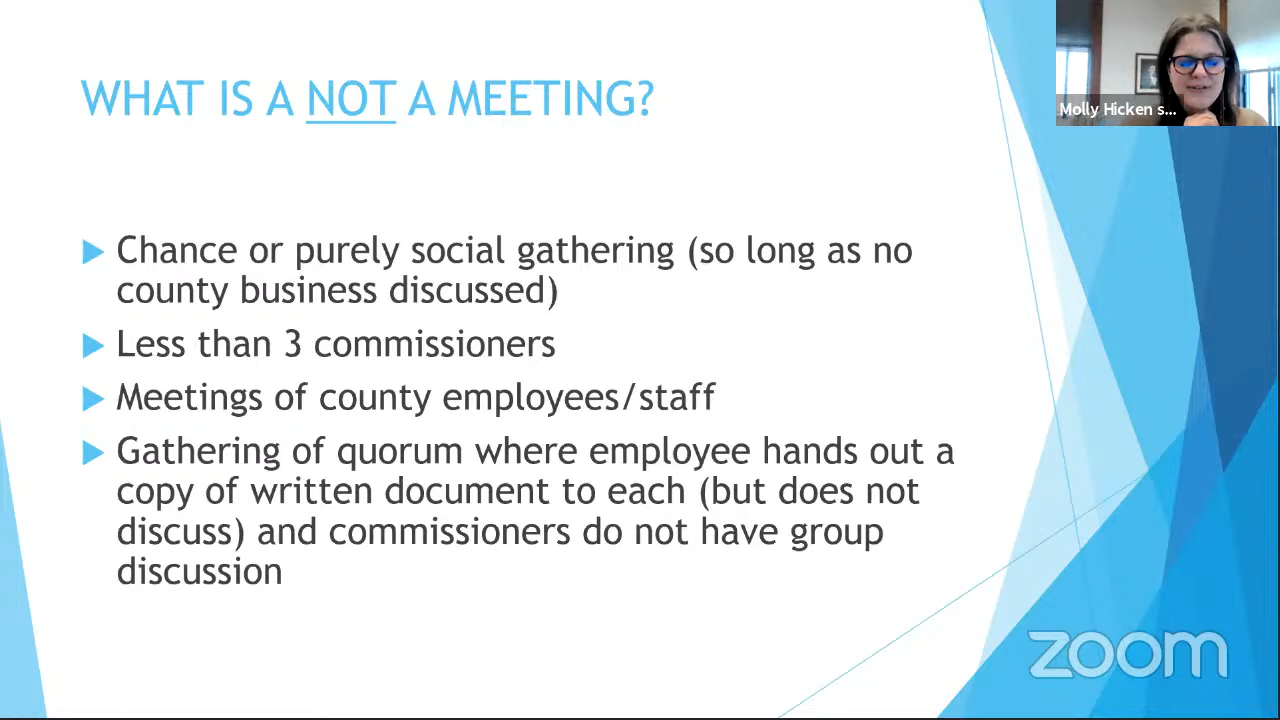 WHAT IS A NOT A MEETING?
Molly Hicken s...
Chance or purely social gathering (so long as no
county business discussed)
Less than 3 commissioners
Meetings of county employees/staff
Gathering of quorum where employee hands out a
copy of written document to each (but does not
discuss) and commissioners do not have group
discussion
zoom